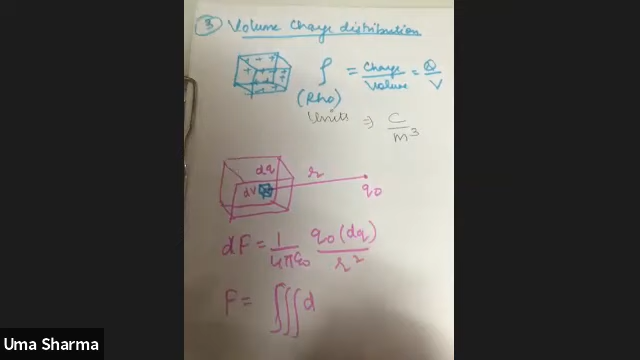 ③ Volume Charge distribution
ρ = Charge/Volume = Q/V
(Rho)
Units ⇒ C/m³
dq
r
dV
q₀
dF = 1/4πε₀ q₀(dq)/r²
F = ∫∫∫ d
Uma Sharma